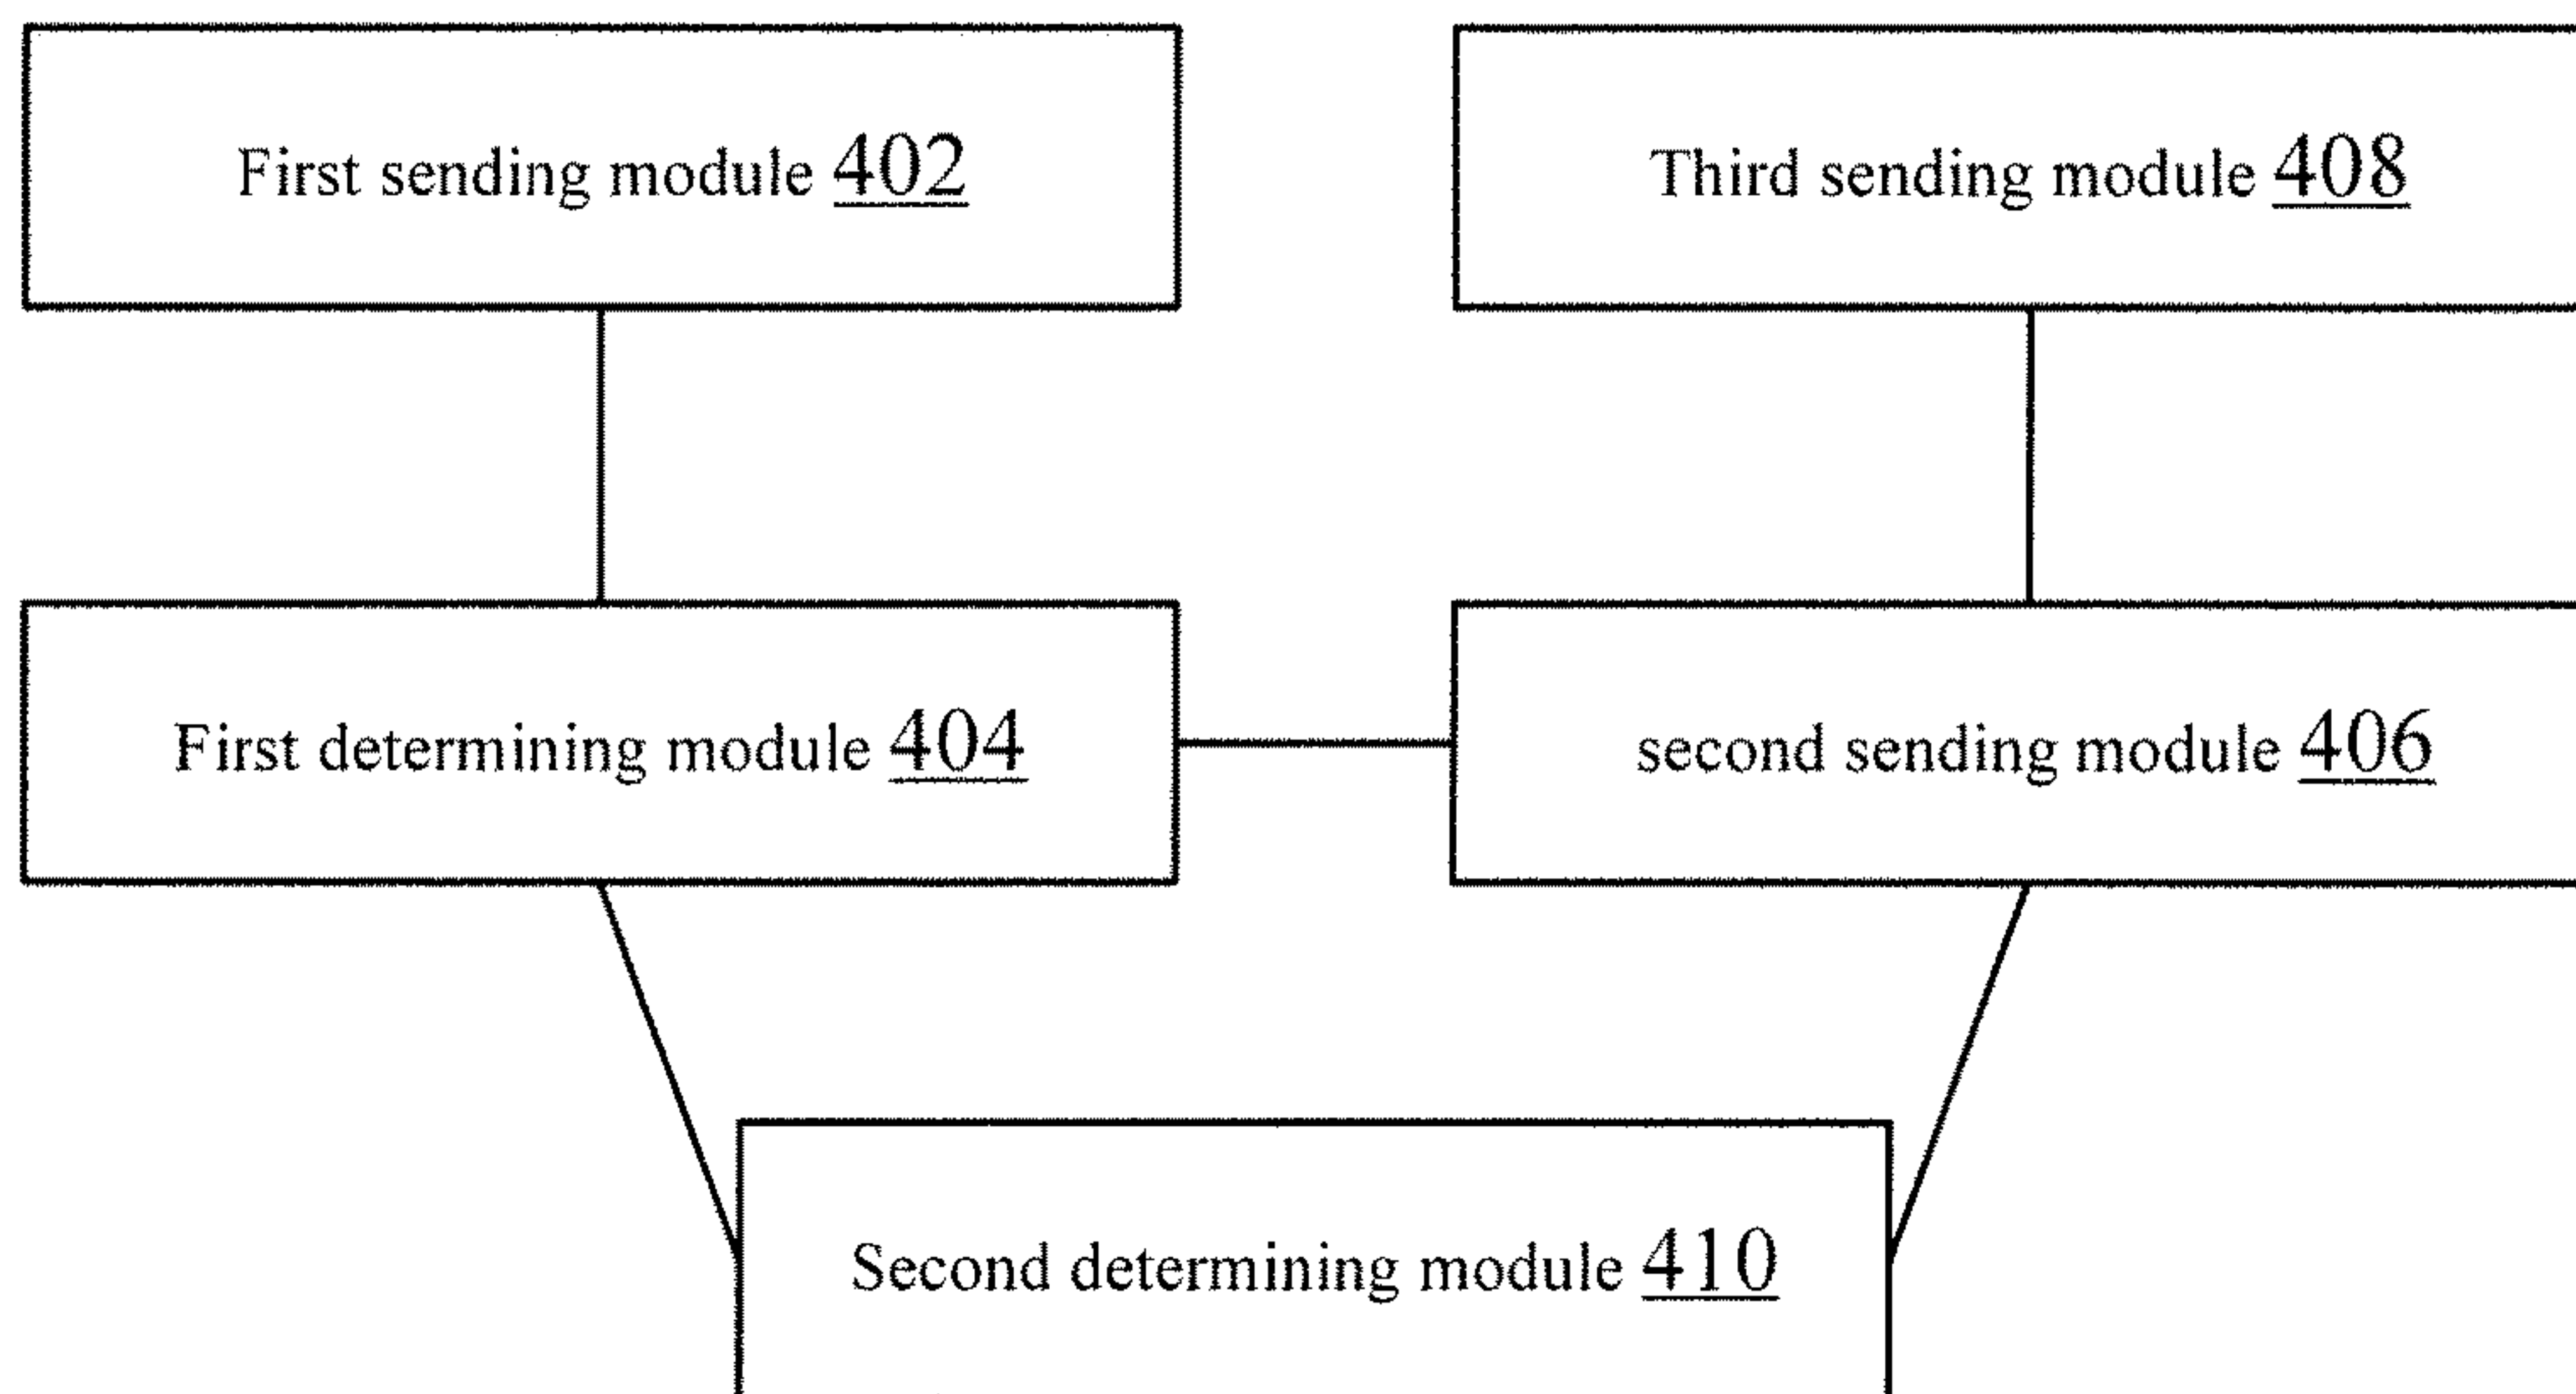 First sending module 402
Third sending module 408
First determining module 404
second sending module 406
Second determining module 410